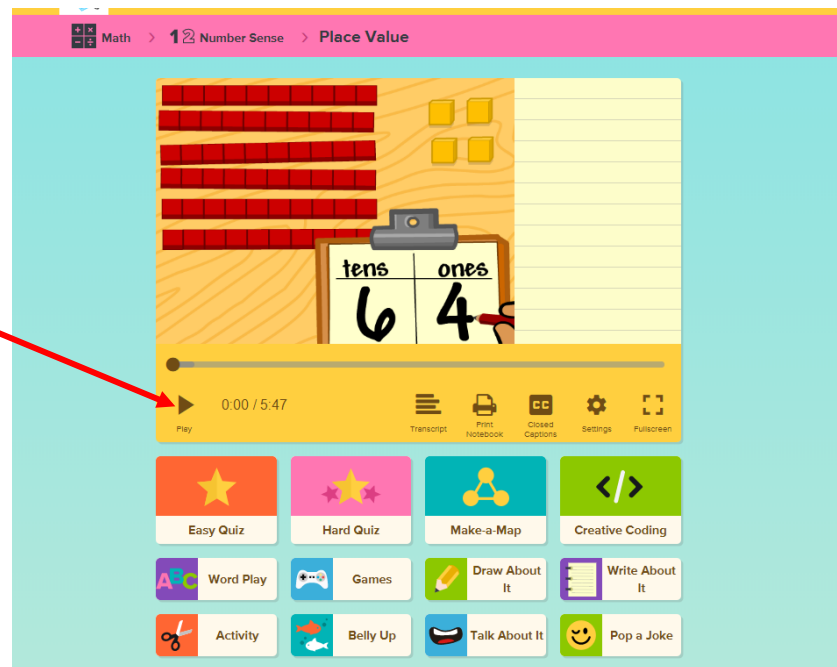 Math > 12 Number Sense > Place Value
tens ones
6 4
0:00 / 5:47
Play Transcript Print Notebook CC Closed Captions Settings Fullscreen
Easy Quiz Hard Quiz Make-a-Map </> Creative Coding
ABC Word Play Games Draw About It Write About It
Activity Belly Up Talk About It Pop a Joke